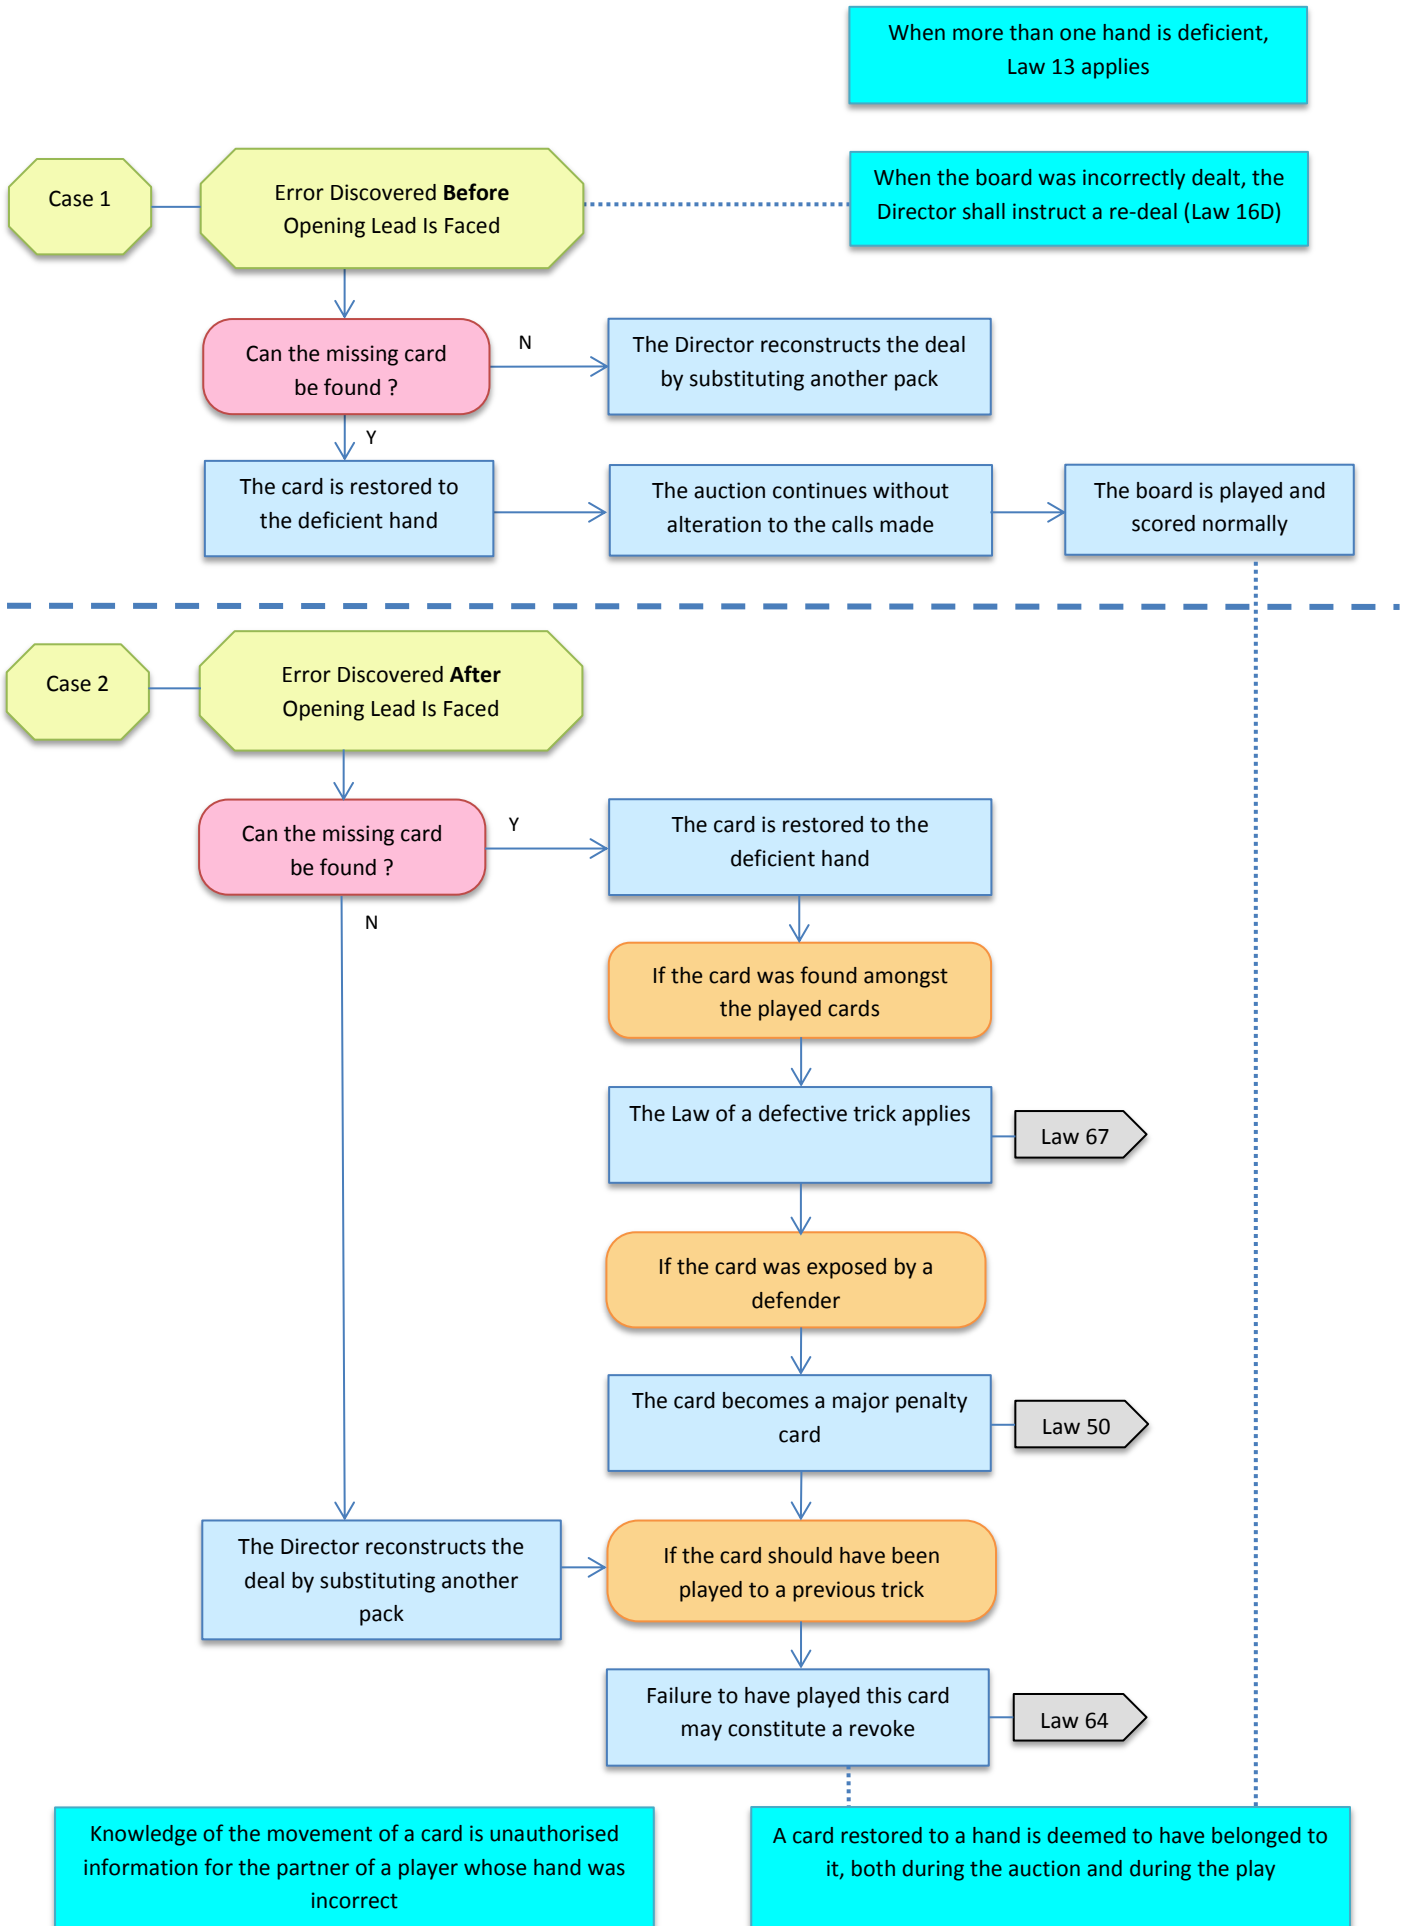 When more than one hand is deficient,
Law 13 applies
Case 1
Error Discovered Before
Opening Lead Is Faced
When the board was incorrectly dealt, the
Director shall instruct a re-deal (Law 16D)
Can the missing card
be found ?
N
The Director reconstructs the deal
by substituting another pack
Y
The card is restored to
the deficient hand
The auction continues without
alteration to the calls made
The board is played and
scored normally
Case 2
Error Discovered After
Opening Lead Is Faced
Can the missing card
be found ?
Y
The card is restored to the
deficient hand
N
If the card was found amongst
the played cards
The Law of a defective trick applies
Law 67
If the card was exposed by a
defender
The card becomes a major penalty
card
Law 50
The Director reconstructs the
deal by substituting another
pack
If the card should have been
played to a previous trick
Failure to have played this card
may constitute a revoke
Law 64
Knowledge of the movement of a card is unauthorised
information for the partner of a player whose hand was
incorrect
A card restored to a hand is deemed to have belonged to
it, both during the auction and during the play